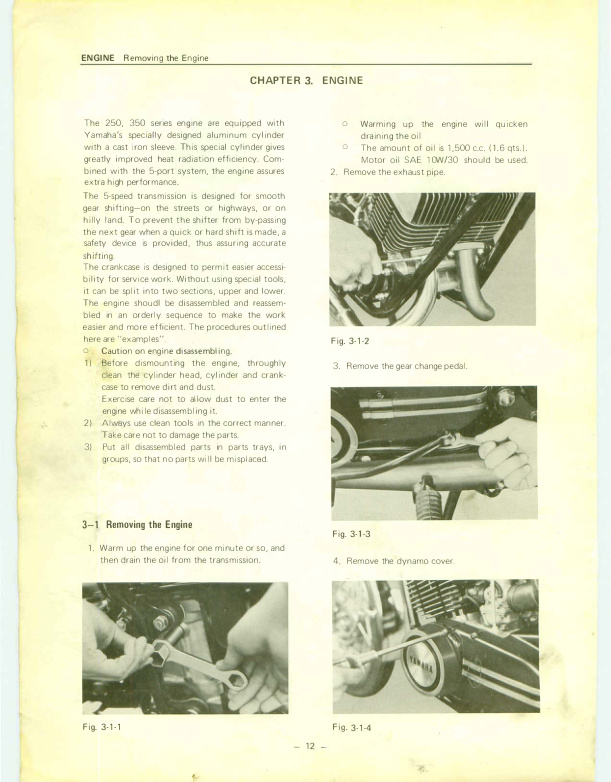 ENGINE Removing the Engine
CHAPTER 3. ENGINE
The 250, 350 series engine are equipped with
Yamaha's specially designed aluminum cylinder
with a cast iron sleeve. This special cylinder gives
greatly improved heat radiation efficiency. Com-
bined with the 5-port system, the engine assures
extra high performance.
The 5-speed transmission is designed for smooth
gear shifting—on the streets or highways, or on
hilly land. To prevent the shifter from by-passing
the next gear when a quick or hard shift is made, a
safety device is provided, thus assuring accurate
shifting.
The crankcase is designed to permit easier accessi-
bility for service work. Without using special tools,
it can be split into two sections, upper and lower.
The engine shoudl be disassembled and reassem-
bled in an orderly sequence to make the work
easier and more efficient. The procedures outlined
here are "examples"
○ Caution on engine disassembling.
1) Before dismounting the engine, throughly
clean the cylinder head, cylinder and crank-
case to remove dirt and dust.
Exercise care not to allow dust to enter the
engine while disassembling it.
2) Always use clean tools in the correct manner.
Take care not to damage the parts.
3) Put all disassembled parts in parts trays, in
groups, so that no parts will be misplaced.
3–1 Removing the Engine
1. Warm up the engine for one minute or so, and
then drain the oil from the transmission.
Fig. 3-1-1
○ Warming up the engine will quicken
draining the oil
○ The amount of oil is 1,500 c.c. (1.6 qts.).
Motor oil SAE 10W/30 should be used.
2. Remove the exhaust pipe.
Fig. 3-1-2
3. Remove the gear change pedal.
Fig. 3-1-3
4. Remove the dynamo cover.
YAMAHA
Fig. 3-1-4
– 12 –